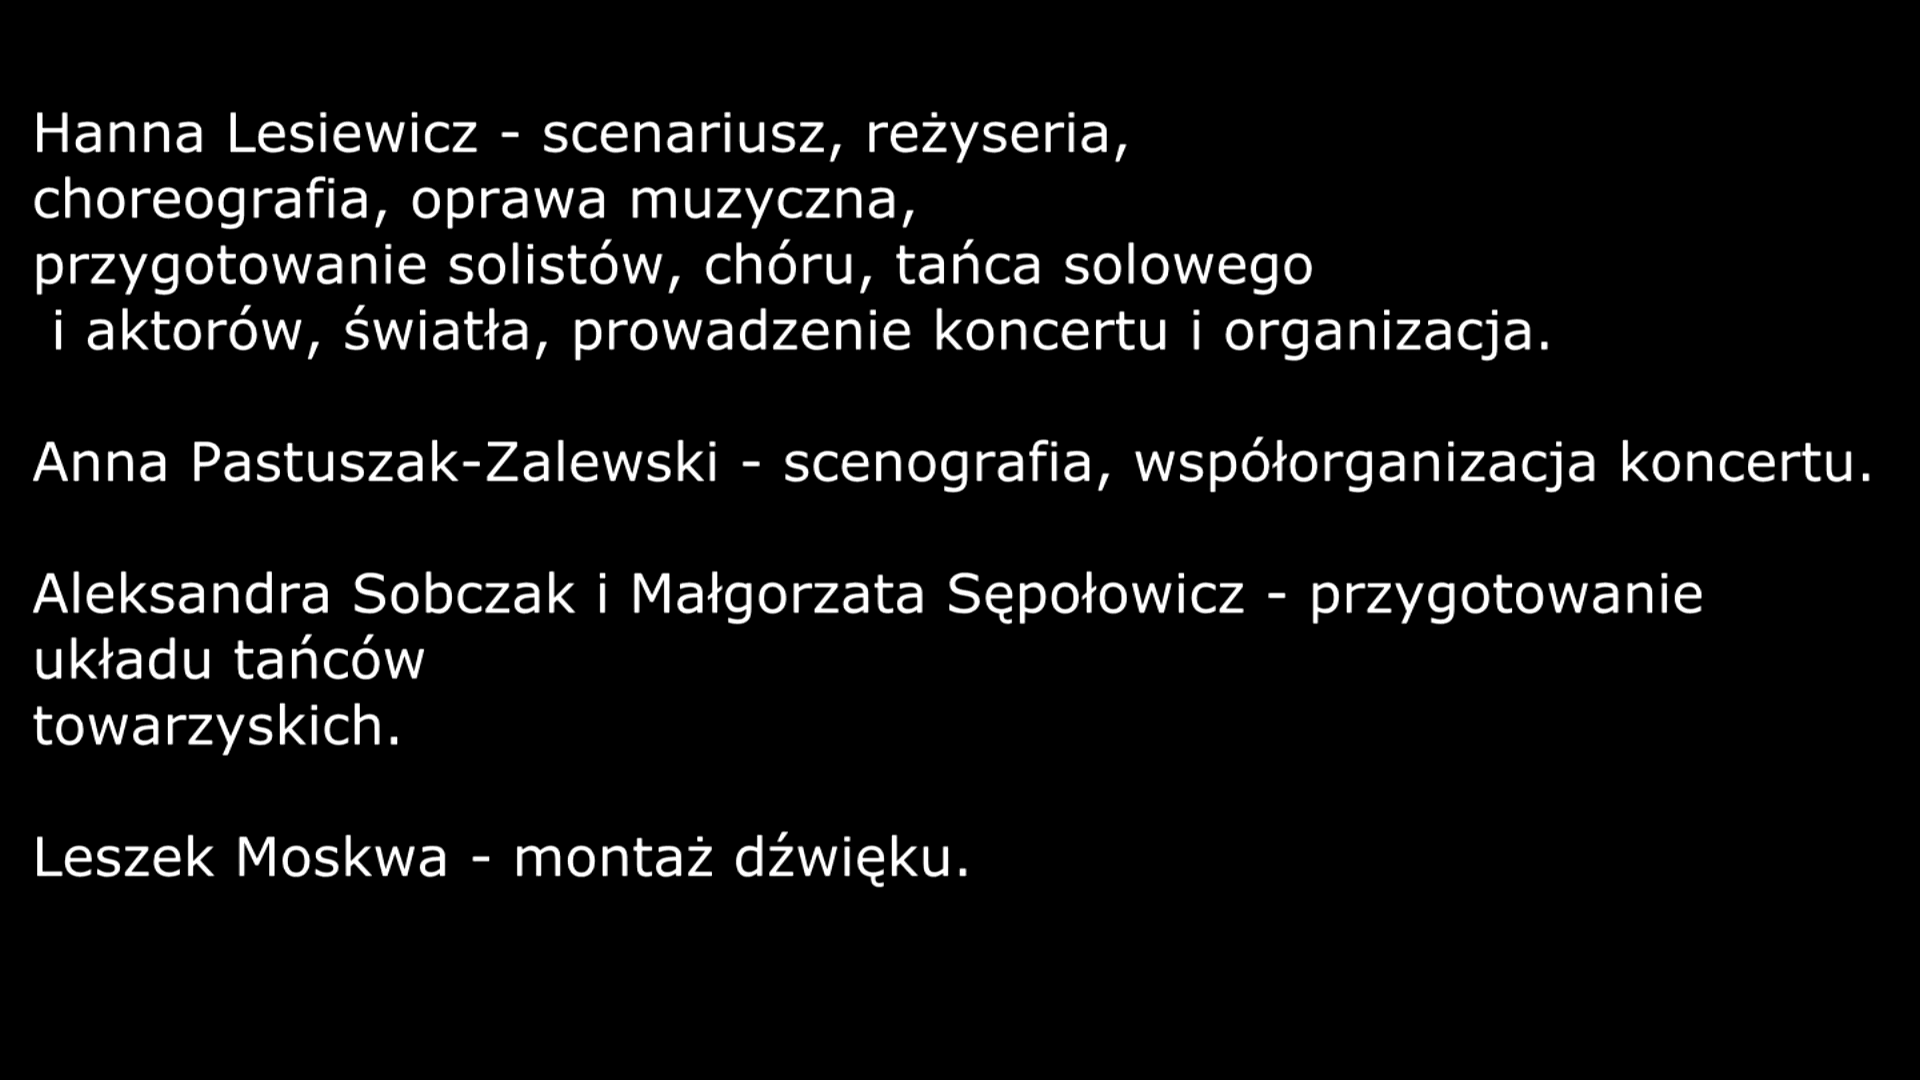 Hanna Lesiewicz - scenariusz, reżyseria,
choreografia, oprawa muzyczna,
przygotowanie solistów, chóru, tańca solowego
i aktorów, światła, prowadzenie koncertu i organizacja.
Anna Pastuszak-Zalewski - scenografia, współorganizacja koncertu.
Aleksandra Sobczak i Małgorzata Sępołowicz - przygotowanie
układu tańców
towarzyskich.
Leszek Moskwa - montaż dźwięku.